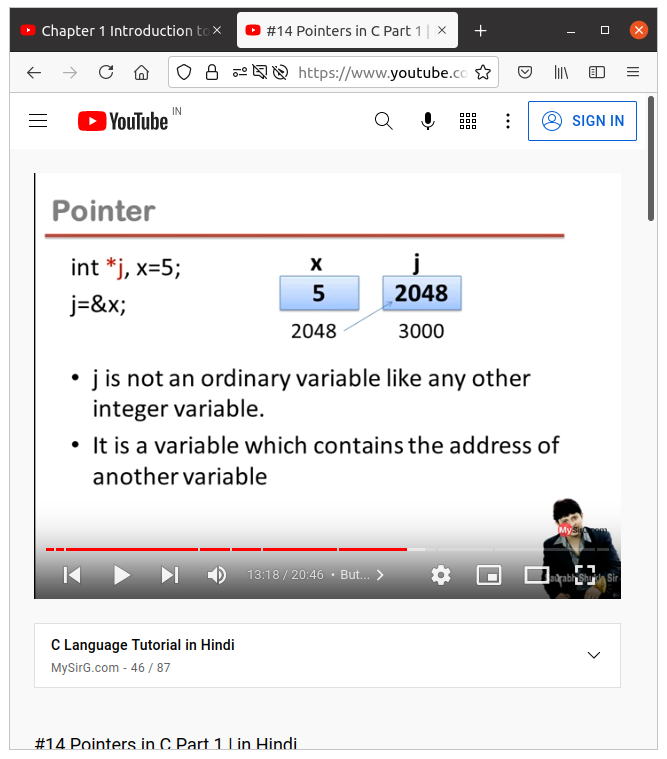 Chapter 1 Introduction to
#14 Pointers in C Part 1 |
https://www.youtube.co
YouTube IN
SIGN IN
Pointer
int *j, x=5;
j=&x;
x j
5 2048
2048 3000
• j is not an ordinary variable like any other
integer variable.
• It is a variable which contains the address of
another variable
MySirG.com
13:18 / 20:46 • But...
Saurabh Shukla Sir
C Language Tutorial in Hindi
MySirG.com - 46 / 87
#14 Pointers in C Part 1 | in Hindi